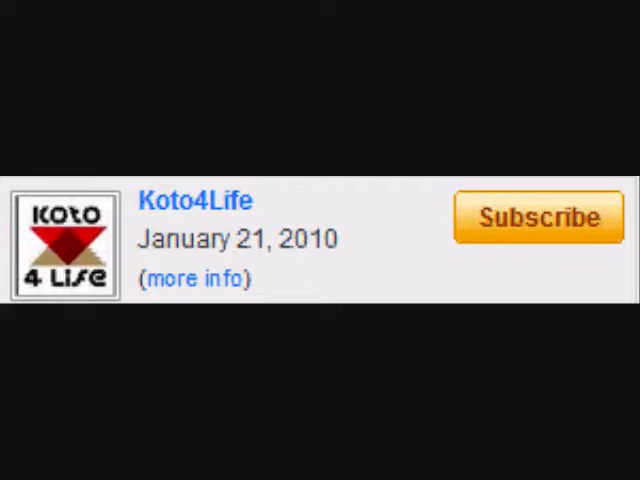 KOTO
4 LIFE
Koto4Life
January 21, 2010
(more info)
Subscribe